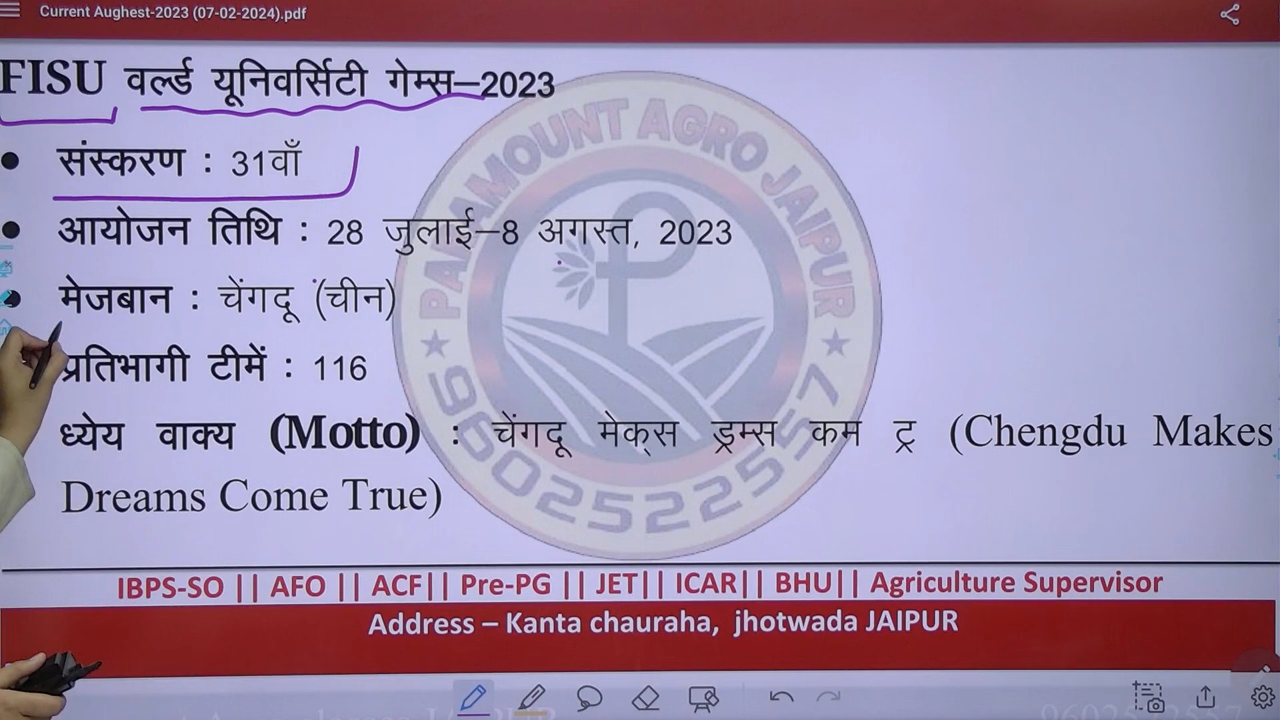 Current Aughest-2023 (07-02-2024).pdf
FISU वर्ल्ड यूनिवर्सिटी गेम्स–2023
• संस्करण : 31वाँ
• आयोजन तिथि : 28 जुलाई–8 अगस्त, 2023
• मेजबान : चेंगदू (चीन)
प्रतिभागी टीमें : 116
ध्येय वाक्य (Motto) : चेंगदू मेक्स ड्रम्स कम ट्र (Chengdu Makes
Dreams Come True)
PARAMOUNT AGRO JAIPUR
9602522557
IBPS-SO || AFO || ACF|| Pre-PG || JET|| ICAR|| BHU|| Agriculture Supervisor
Address – Kanta chauraha, jhotwada JAIPUR